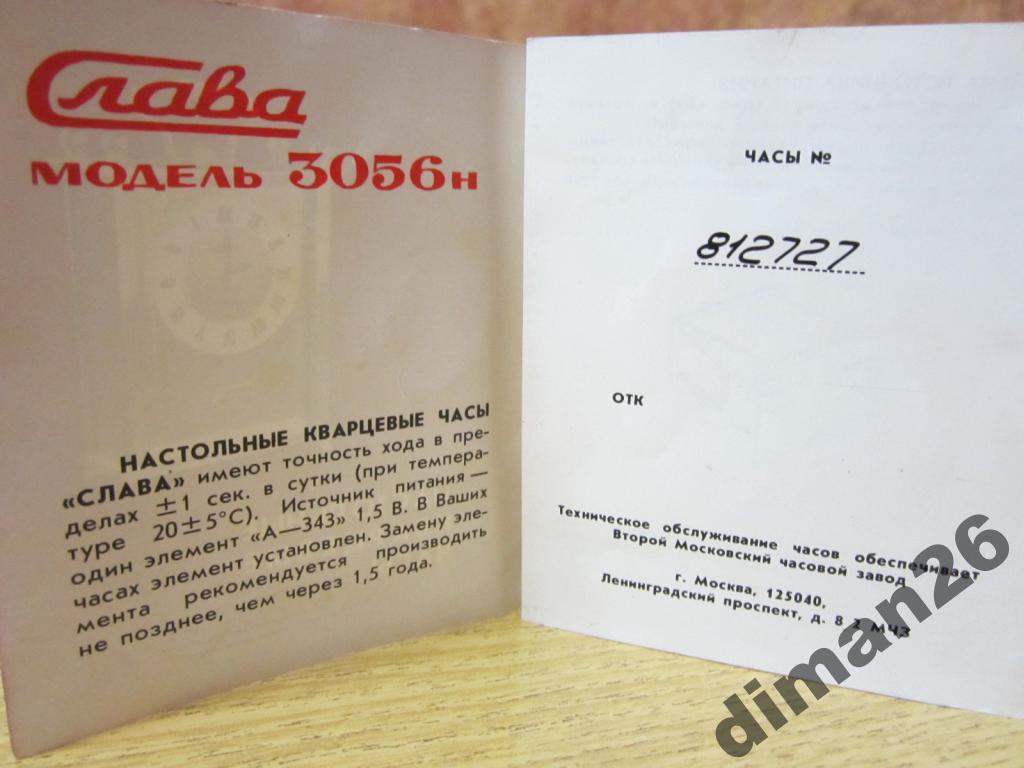 Слава
МОДЕЛЬ 3056н
НАСТОЛЬНЫЕ КВАРЦЕВЫЕ ЧАСЫ
«СЛАВА» имеют точность хода в пре-
делах ±1 сек. в сутки (при темпера-
туре 20±5°С). Источник питания —
один элемент «А—343» 1,5 В. В Ваших
часах элемент установлен. Замену эле-
мента рекомендуется производить
не позднее, чем через 1,5 года.
ЧАСЫ №
812727
ОТК
Техническое обслуживание часов обеспечивает
Второй Московский часовой завод
г. Москва, 125040,
Ленинградский проспект, д. 8 2 МЧЗ
diman26